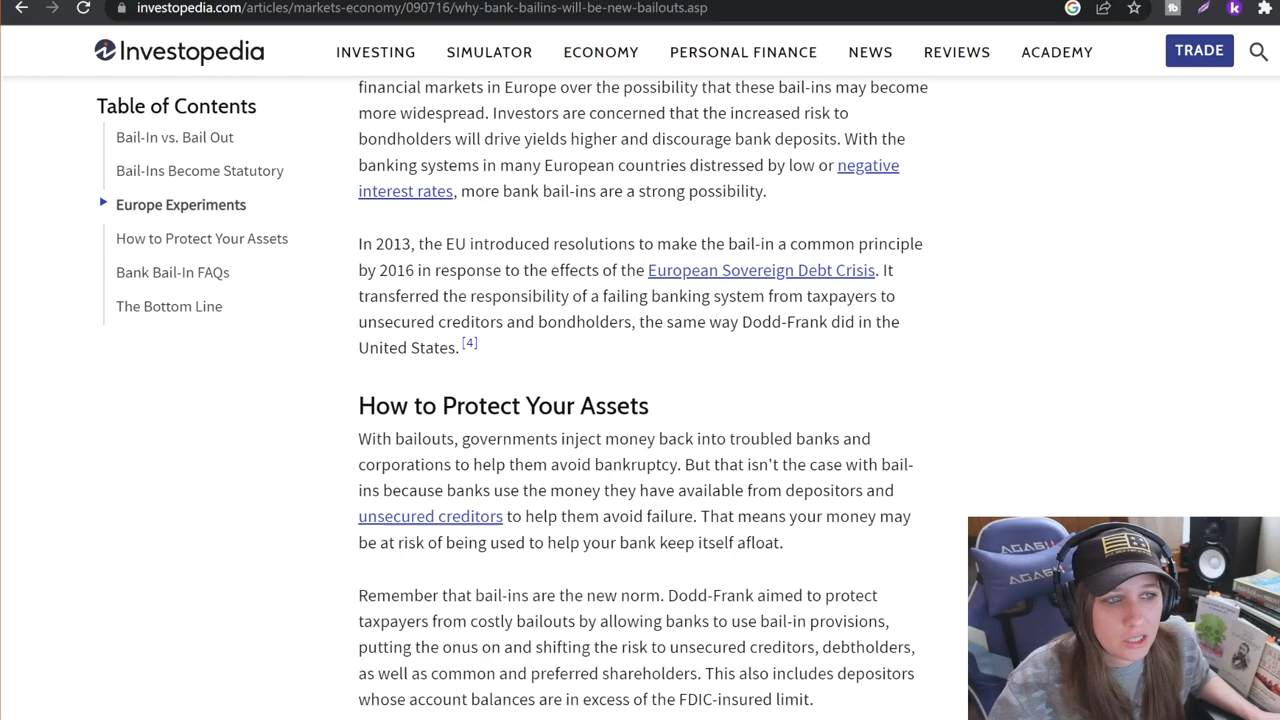 investopedia.com/articles/markets-economy/090716/why-bank-bailins-will-be-new-bailouts.asp
Investopedia
INVESTING SIMULATOR ECONOMY PERSONAL FINANCE NEWS REVIEWS ACADEMY TRADE
Table of Contents
Bail-In vs. Bail Out
Bail-Ins Become Statutory
Europe Experiments
How to Protect Your Assets
Bank Bail-In FAQs
The Bottom Line
financial markets in Europe over the possibility that these bail-ins may become
more widespread. Investors are concerned that the increased risk to
bondholders will drive yields higher and discourage bank deposits. With the
banking systems in many European countries distressed by low or negative
interest rates, more bank bail-ins are a strong possibility.
In 2013, the EU introduced resolutions to make the bail-in a common principle
by 2016 in response to the effects of the European Sovereign Debt Crisis. It
transferred the responsibility of a failing banking system from taxpayers to
unsecured creditors and bondholders, the same way Dodd-Frank did in the
United States. [4]
How to Protect Your Assets
With bailouts, governments inject money back into troubled banks and
corporations to help them avoid bankruptcy. But that isn't the case with bail-
ins because banks use the money they have available from depositors and
unsecured creditors to help them avoid failure. That means your money may
be at risk of being used to help your bank keep itself afloat.
Remember that bail-ins are the new norm. Dodd-Frank aimed to protect
taxpayers from costly bailouts by allowing banks to use bail-in provisions,
putting the onus on and shifting the risk to unsecured creditors, debtholders,
as well as common and preferred shareholders. This also includes depositors
whose account balances are in excess of the FDIC-insured limit.